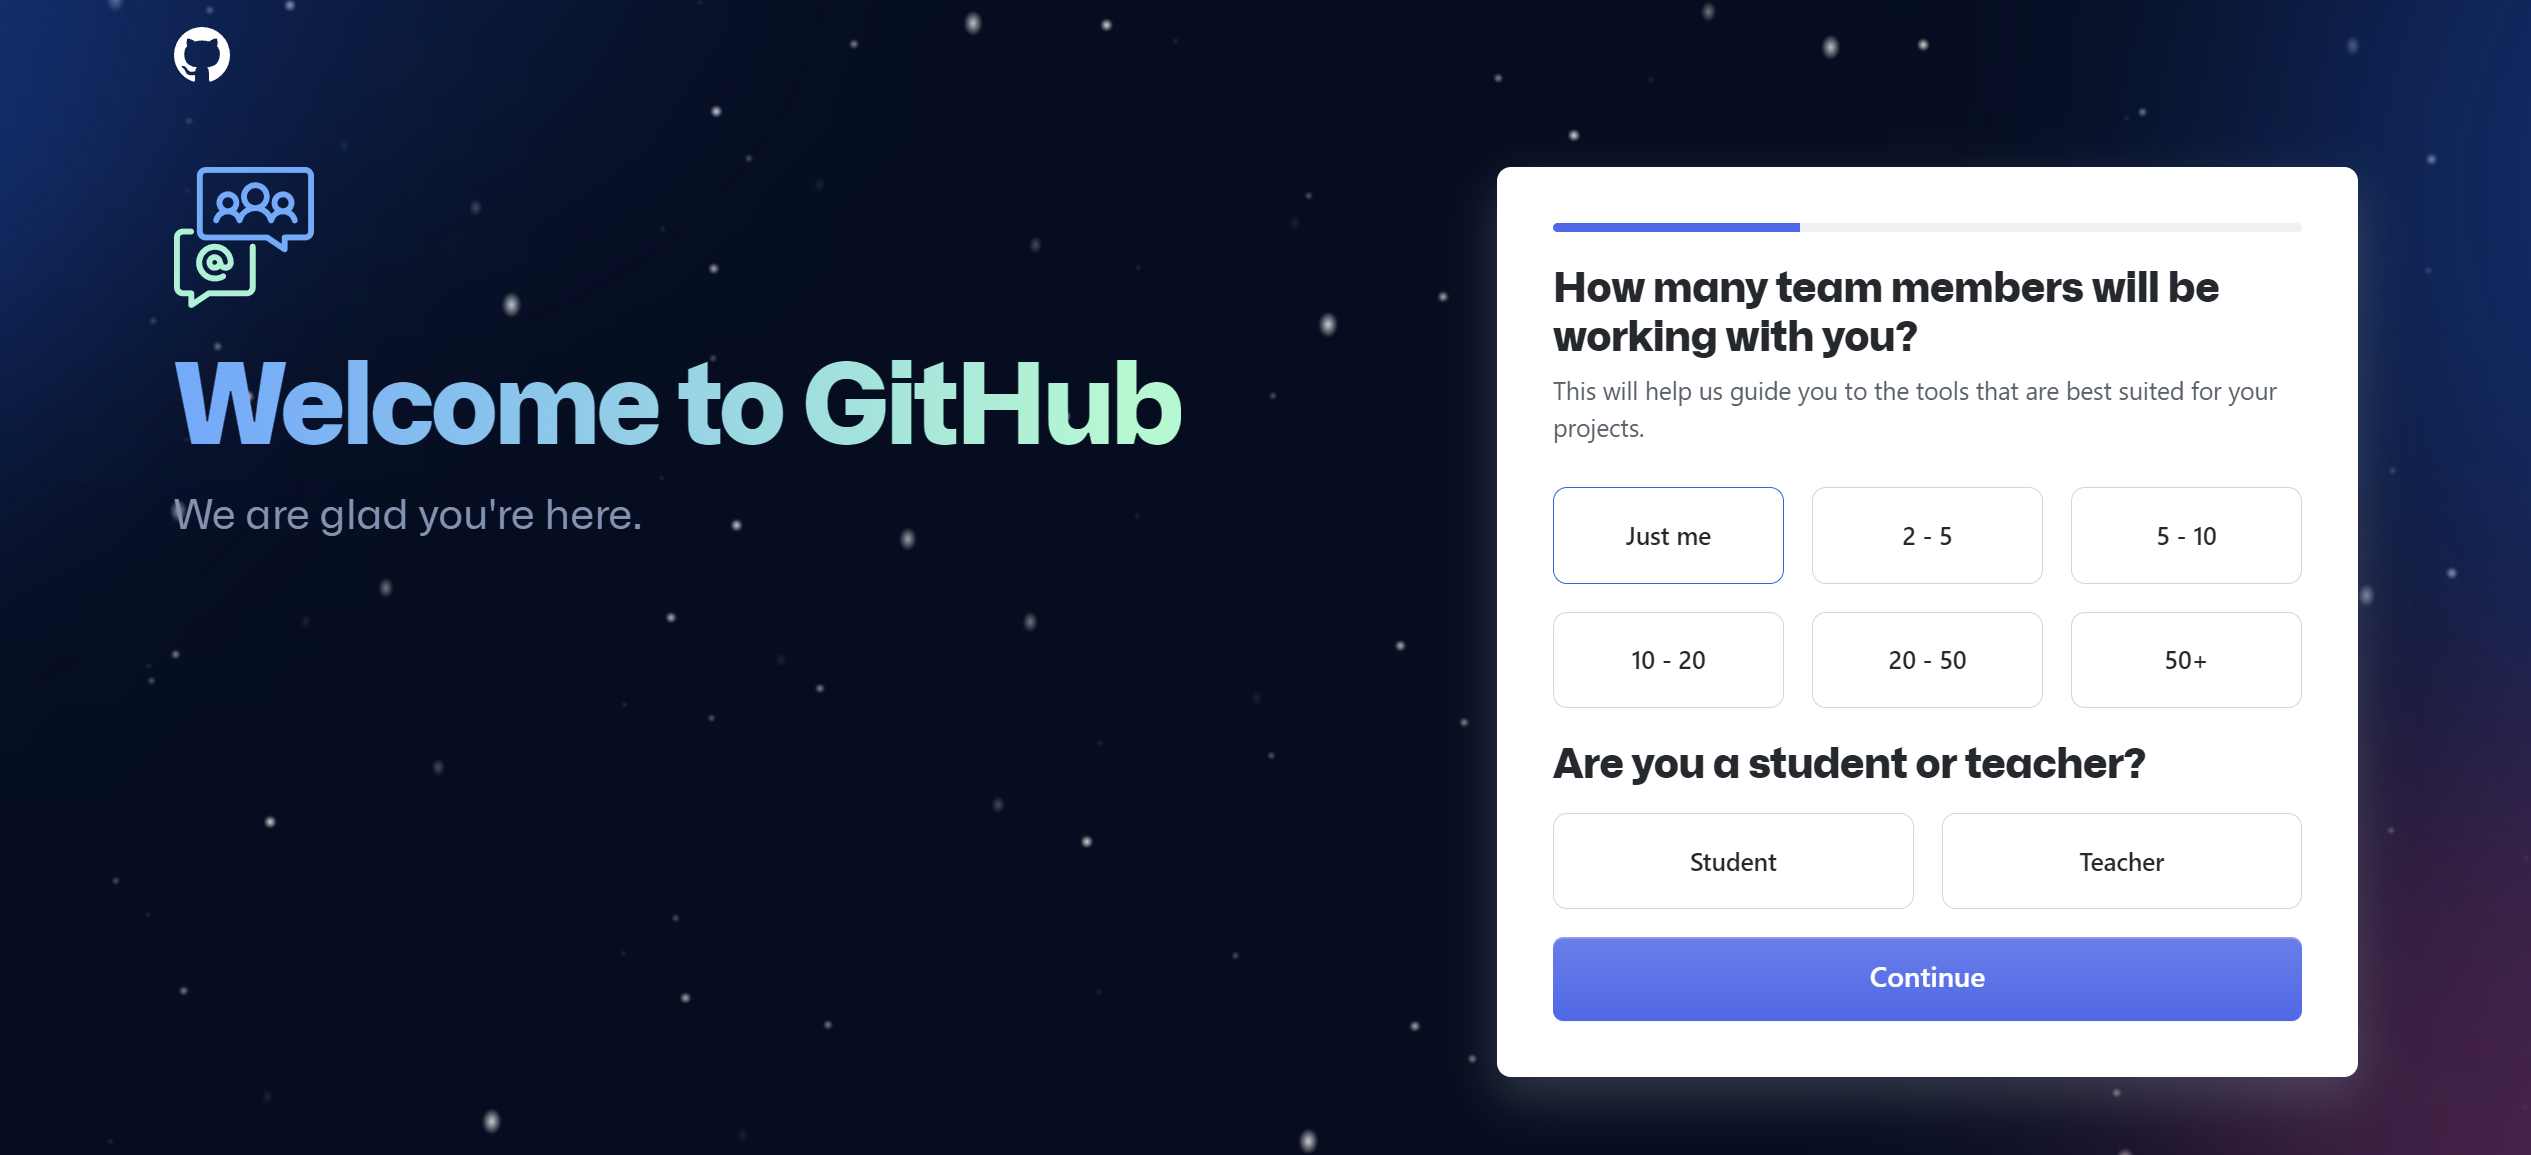 Welcome to GitHub
We are glad you're here.
How many team members will be
working with you?
This will help us guide you to the tools that are best suited for your
projects.
Just me
2 - 5
5 - 10
10 - 20
20 - 50
50+
Are you a student or teacher?
Student
Teacher
Continue